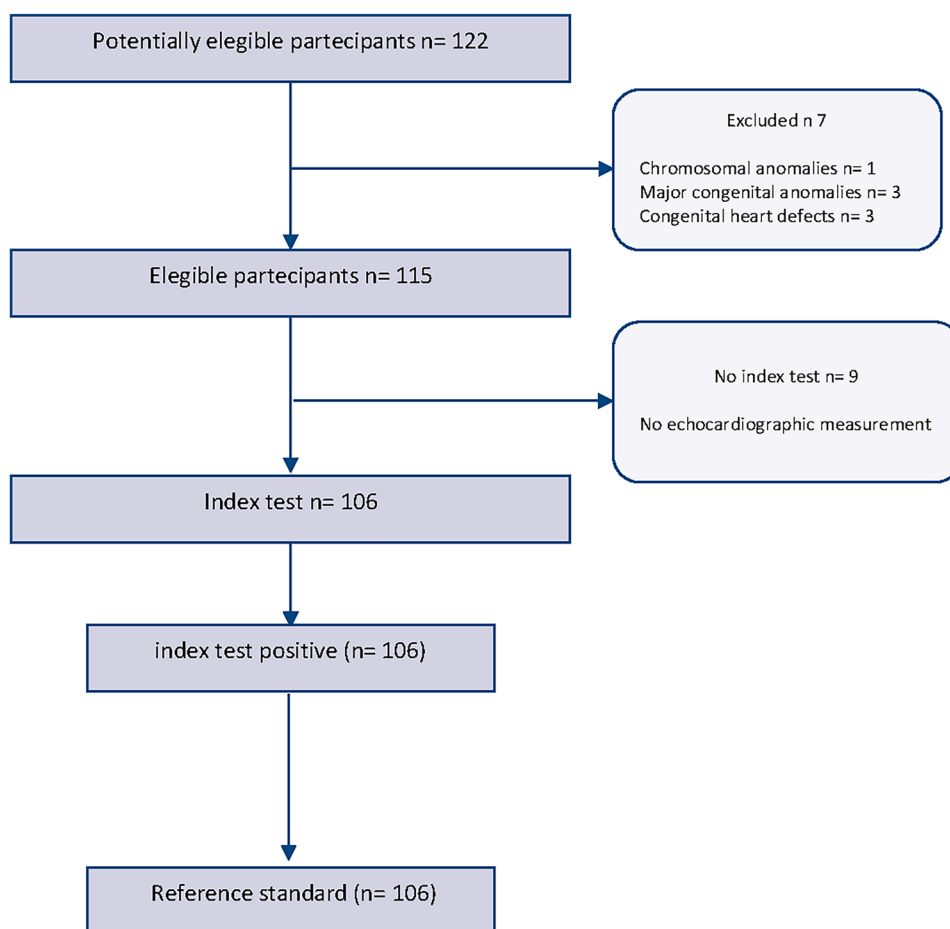 Potentially elegible partecipants n= 122
Excluded n 7
Chromosomal anomalies n= 1
Major congenital anomalies n= 3
Congenital heart defects n= 3
Elegible partecipants n= 115
No index test n= 9
No echocardiographic measurement
Index test n= 106
index test positive (n= 106)
Reference standard (n= 106)